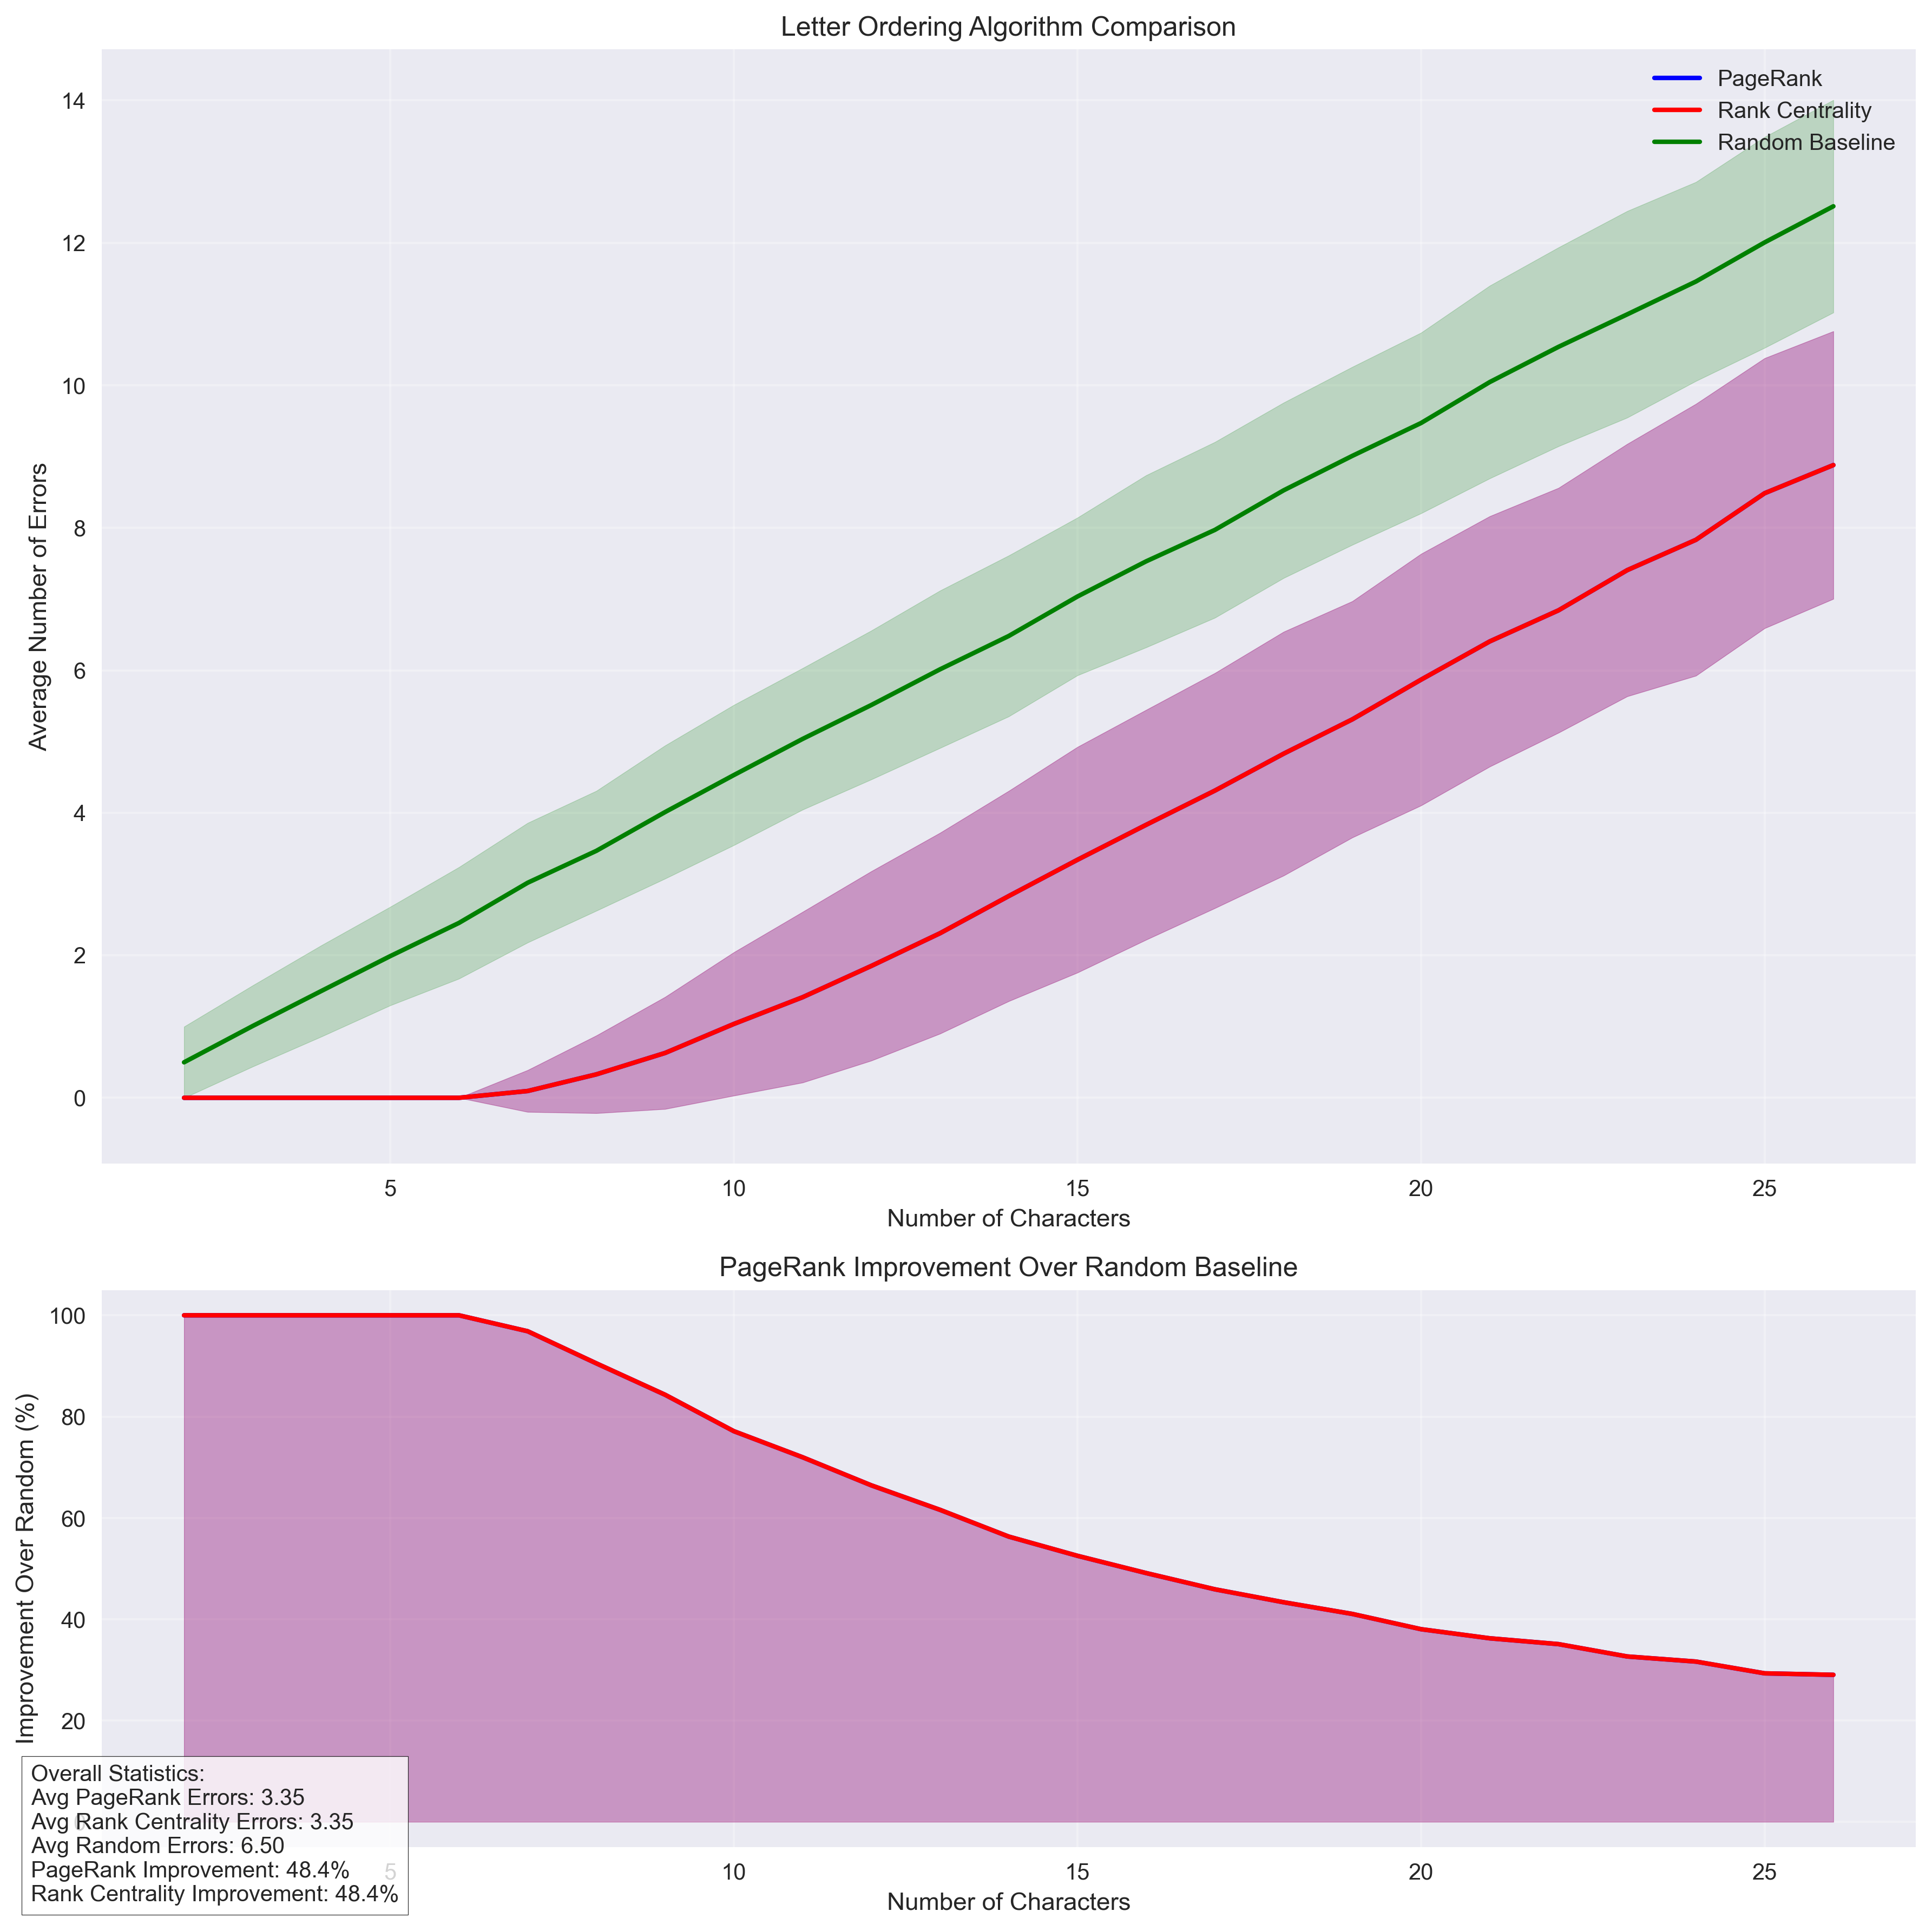 Letter Ordering Algorithm Comparison
PageRank
Rank Centrality
Random Baseline
14
12
10
8
6
4
2
0
Average Number of Errors
5 10 15 20 25
Number of Characters
PageRank Improvement Over Random Baseline
100
80
60
40
20
0
Improvement Over Random (%)
Overall Statistics:
Avg PageRank Errors: 3.35
Avg Rank Centrality Errors: 3.35
Avg Random Errors: 6.50
PageRank Improvement: 48.4%
Rank Centrality Improvement: 48.4%
5 10 15 20 25
Number of Characters